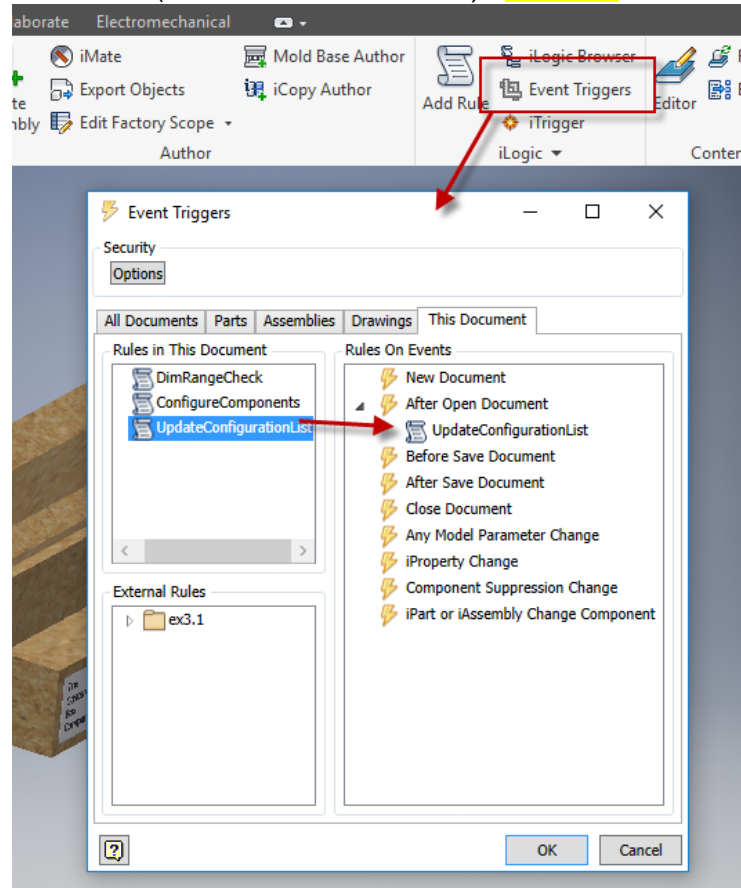 laborate Electromechanical
iMate Mold Base Author iLogic Browser
Export Objects iCopy Author Add Rule Event Triggers Editor
Edit Factory Scope iTrigger
Author iLogic Conten
Event Triggers
Security
Options
All Documents Parts Assemblies Drawings This Document
Rules in This Document
DimRangeCheck
ConfigureComponents
UpdateConfigurationList
External Rules
ex3.1
Rules On Events
New Document
After Open Document
UpdateConfigurationList
Before Save Document
After Save Document
Close Document
Any Model Parameter Change
iProperty Change
Component Suppression Change
iPart or iAssembly Change Component
OK Cancel